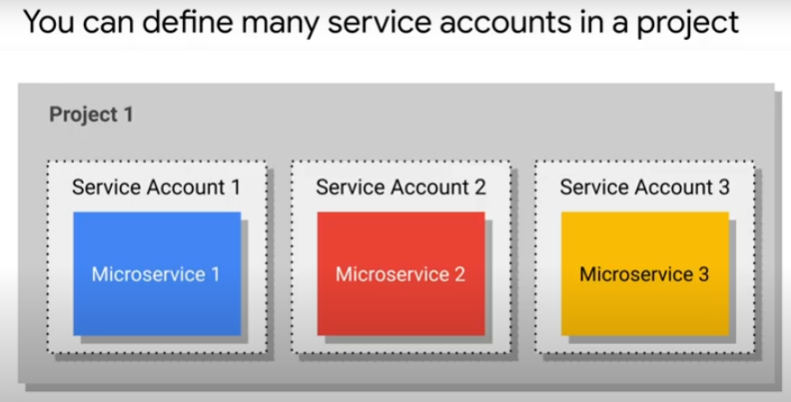 You can define many service accounts in a project
Project 1
Service Account 1
Service Account 2
Service Account 3
Microservice 1
Microservice 2
Microservice 3